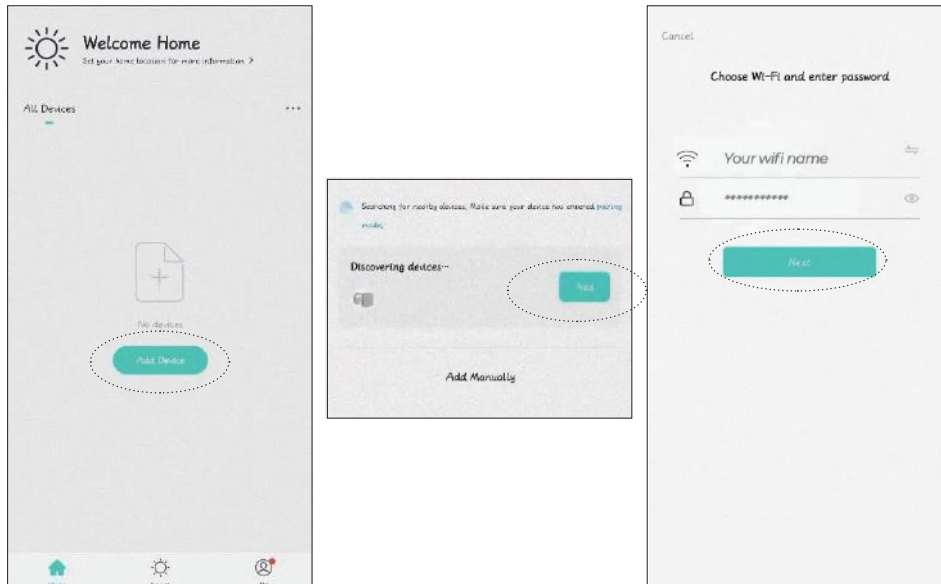 Welcome Home
Set your home location for more information >
All Devices
No devices
Add Device
Searching for nearby devices, Make sure your device has entered pairing
mode.
Discovering devices...
Add
Add Manually
Cancel
Choose Wi-Fi and enter password
Your wifi name
***********
Next